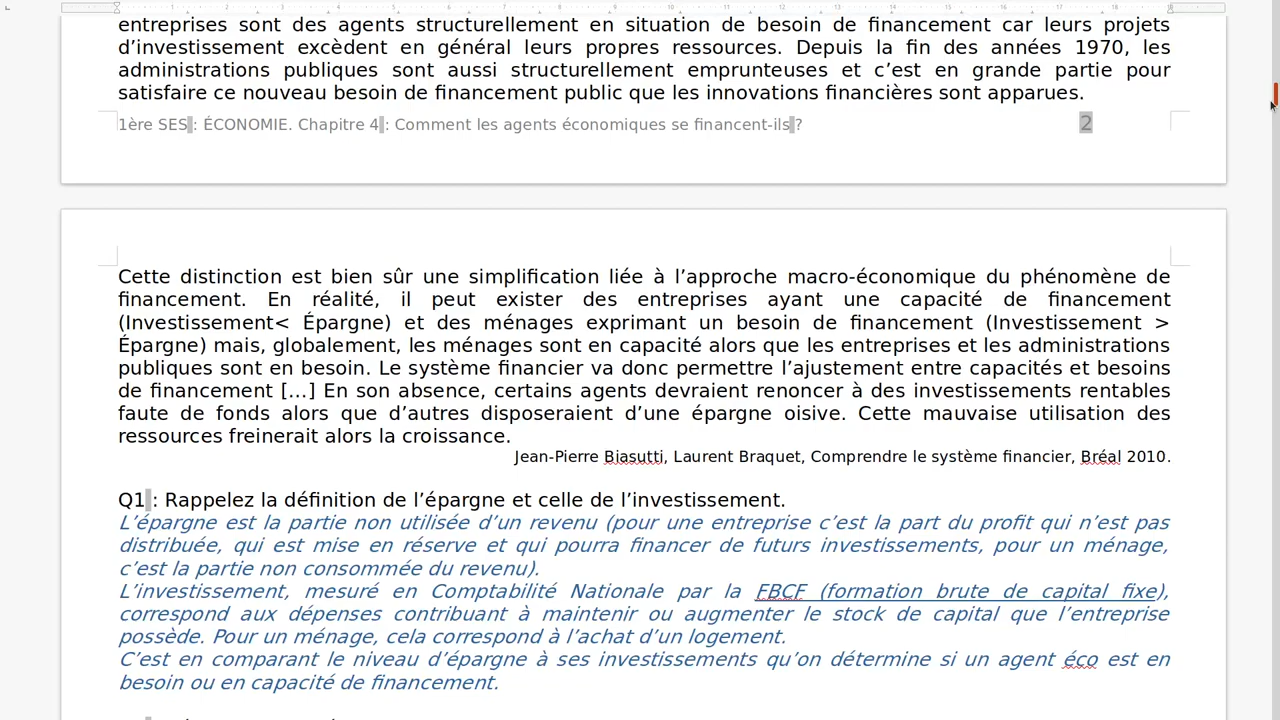 entreprises sont des agents structurellement en situation de besoin de financement car leurs projets
d’investissement excèdent en général leurs propres ressources. Depuis la fin des années 1970, les
administrations publiques sont aussi structurellement emprunteuses et c’est en grande partie pour
satisfaire ce nouveau besoin de financement public que les innovations financières sont apparues.
1ère SES : ÉCONOMIE. Chapitre 4 : Comment les agents économiques se financent-ils ? 2
Cette distinction est bien sûr une simplification liée à l’approche macro-économique du phénomène de
financement. En réalité, il peut exister des entreprises ayant une capacité de financement
(Investissement< Épargne) et des ménages exprimant un besoin de financement (Investissement >
Épargne) mais, globalement, les ménages sont en capacité alors que les entreprises et les administrations
publiques sont en besoin. Le système financier va donc permettre l’ajustement entre capacités et besoins
de financement […] En son absence, certains agents devraient renoncer à des investissements rentables
faute de fonds alors que d’autres disposeraient d’une épargne oisive. Cette mauvaise utilisation des
ressources freinerait alors la croissance.
Jean-Pierre Biasutti, Laurent Braquet, Comprendre le système financier, Bréal 2010.
Q1 : Rappelez la définition de l’épargne et celle de l’investissement.
L’épargne est la partie non utilisée d’un revenu (pour une entreprise c’est la part du profit qui n’est pas
distribuée, qui est mise en réserve et qui pourra financer de futurs investissements, pour un ménage,
c’est la partie non consommée du revenu).
L’investissement, mesuré en Comptabilité Nationale par la FBCF (formation brute de capital fixe),
correspond aux dépenses contribuant à maintenir ou augmenter le stock de capital que l’entreprise
possède. Pour un ménage, cela correspond à l’achat d’un logement.
C’est en comparant le niveau d’épargne à ses investissements qu’on détermine si un agent éco est en
besoin ou en capacité de financement.